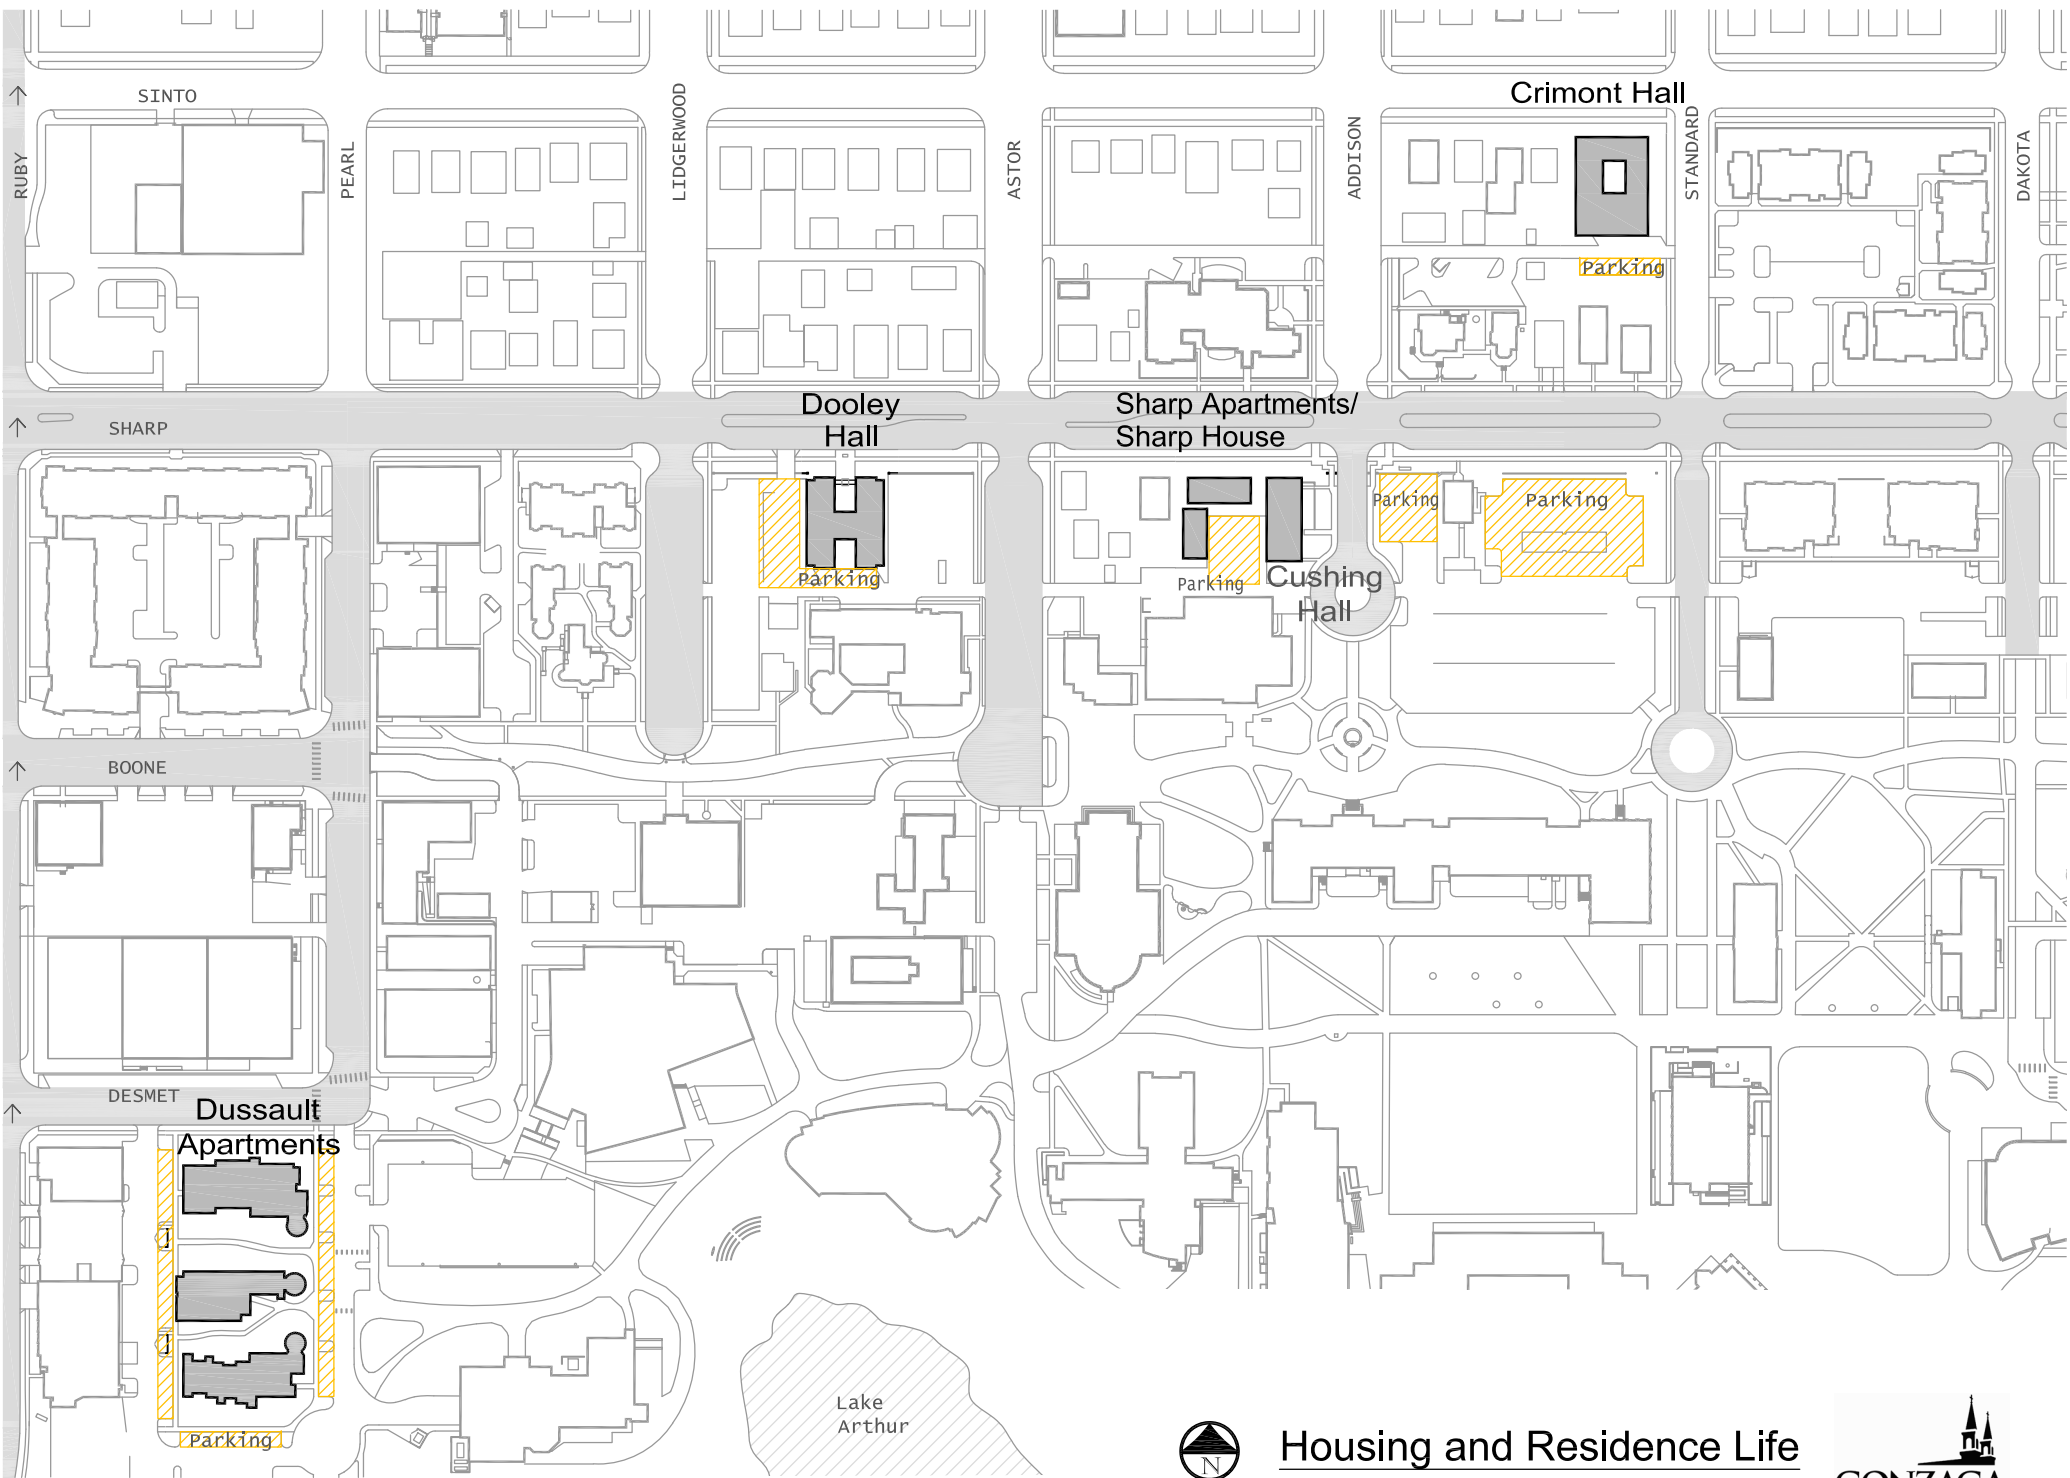 Crimont Hall
SINTO
RUBY
PEARL
LIDGERWOOD
ASTOR
ADDISON
STANDARD
DAKOTA
Parking
Dooley
Hall
Sharp Apartments/
Sharp House
SHARP
Parking
Parking
Parking
Parking
Cushing
Hall
BOONE
DESMET
Dussault
Apartments
Lake
Arthur
Parking
N
Housing and Residence Life
GONZAGA